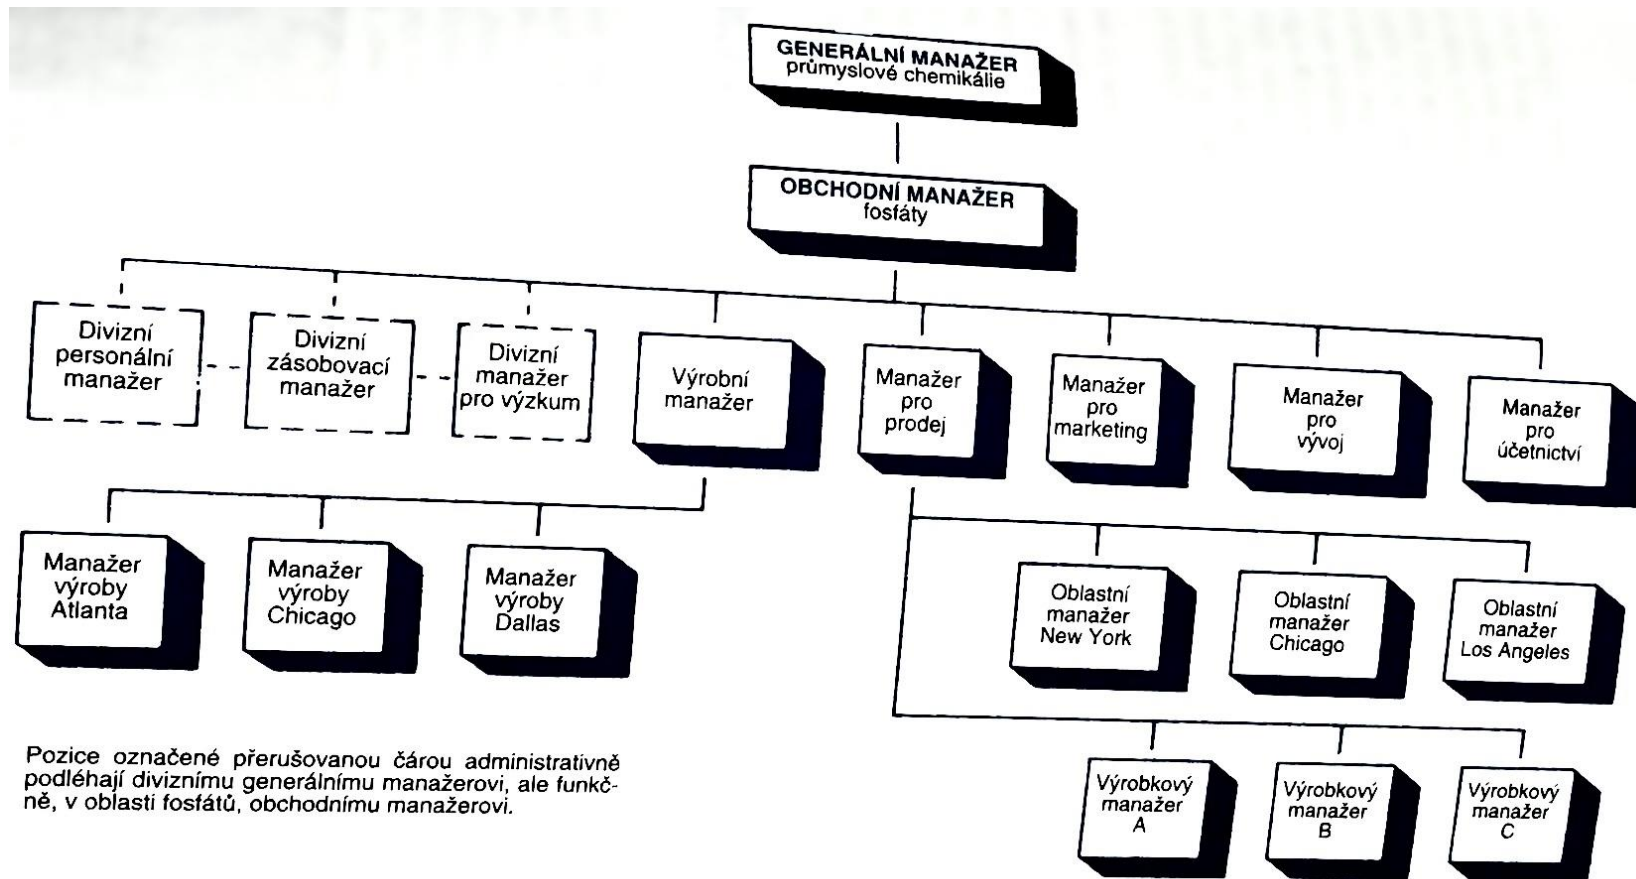 GENERÁLNÍ MANAŽER
průmyslové chemikálie
OBCHODNÍ MANAŽER
fosfáty
Divizní
personální
manažer
Divizní
zásobovací
manažer
Divizní
manažer
pro výzkum
Výrobní
manažer
Manažer
pro
prodej
Manažer
pro
marketing
Manažer
pro
vývoj
Manažer
pro
účetnictví
Manažer
výroby
Atlanta
Manažer
výroby
Chicago
Manažer
výroby
Dallas
Oblastní
manažer
New York
Oblastní
manažer
Chicago
Oblastní
manažer
Los Angeles
Výrobkový
manažer
A
Výrobkový
manažer
B
Výrobkový
manažer
C
Pozice označené přerušovanou čárou administrativně
podléhají diviznímu generálnímu manažerovi, ale funkč-
ně, v oblasti fosfátů, obchodnímu manažerovi.